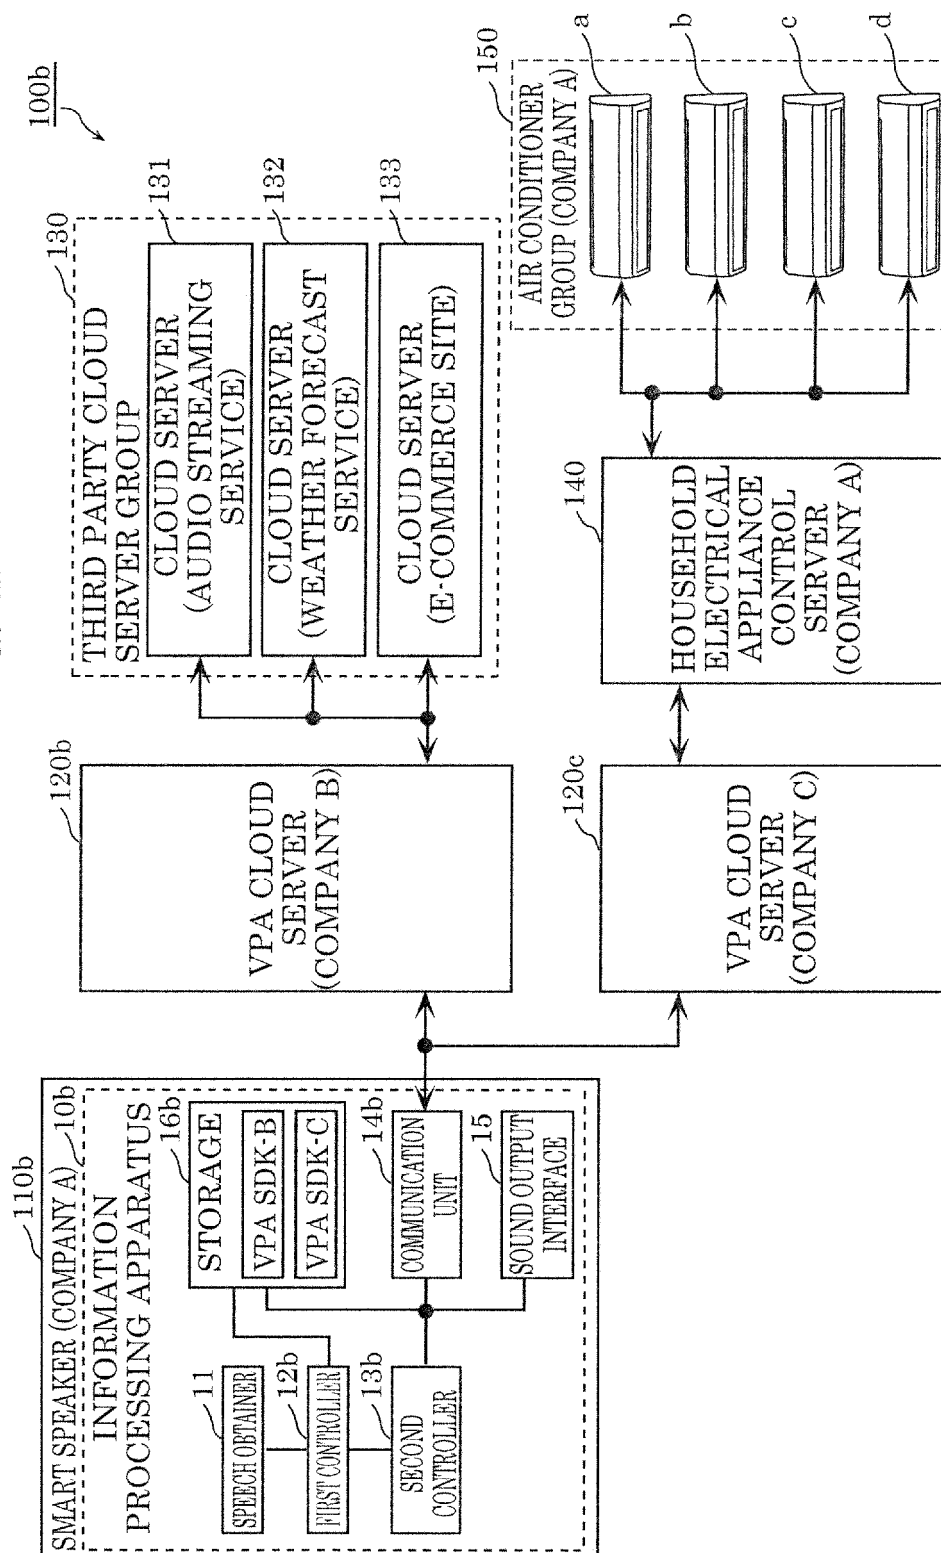 100b
110b
SMART SPEAKER (COMPANY A)
10b
INFORMATION
PROCESSING APPARATUS
11
SPEECH OBTAINER
12b
FIRST CONTROLLER
13b
SECOND
CONTROLLER
16b
STORAGE
VPA SDK-B
VPA SDK-C
14b
COMMUNICATION
UNIT
15
SOUND OUTPUT
INTERFACE
120b
VPA CLOUD
SERVER
(COMPANY B)
120c
VPA CLOUD
SERVER
(COMPANY C)
130
THIRD PARTY CLOUD
SERVER GROUP
131
CLOUD SERVER
(AUDIO STREAMING
SERVICE)
132
CLOUD SERVER
(WEATHER FORECAST
SERVICE)
133
CLOUD SERVER
(E-COMMERCE SITE)
140
HOUSEHOLD
ELECTRICAL
APPLIANCE
CONTROL
SERVER
(COMPANY A)
150
AIR CONDITIONER
GROUP (COMPANY A)
a
b
c
d